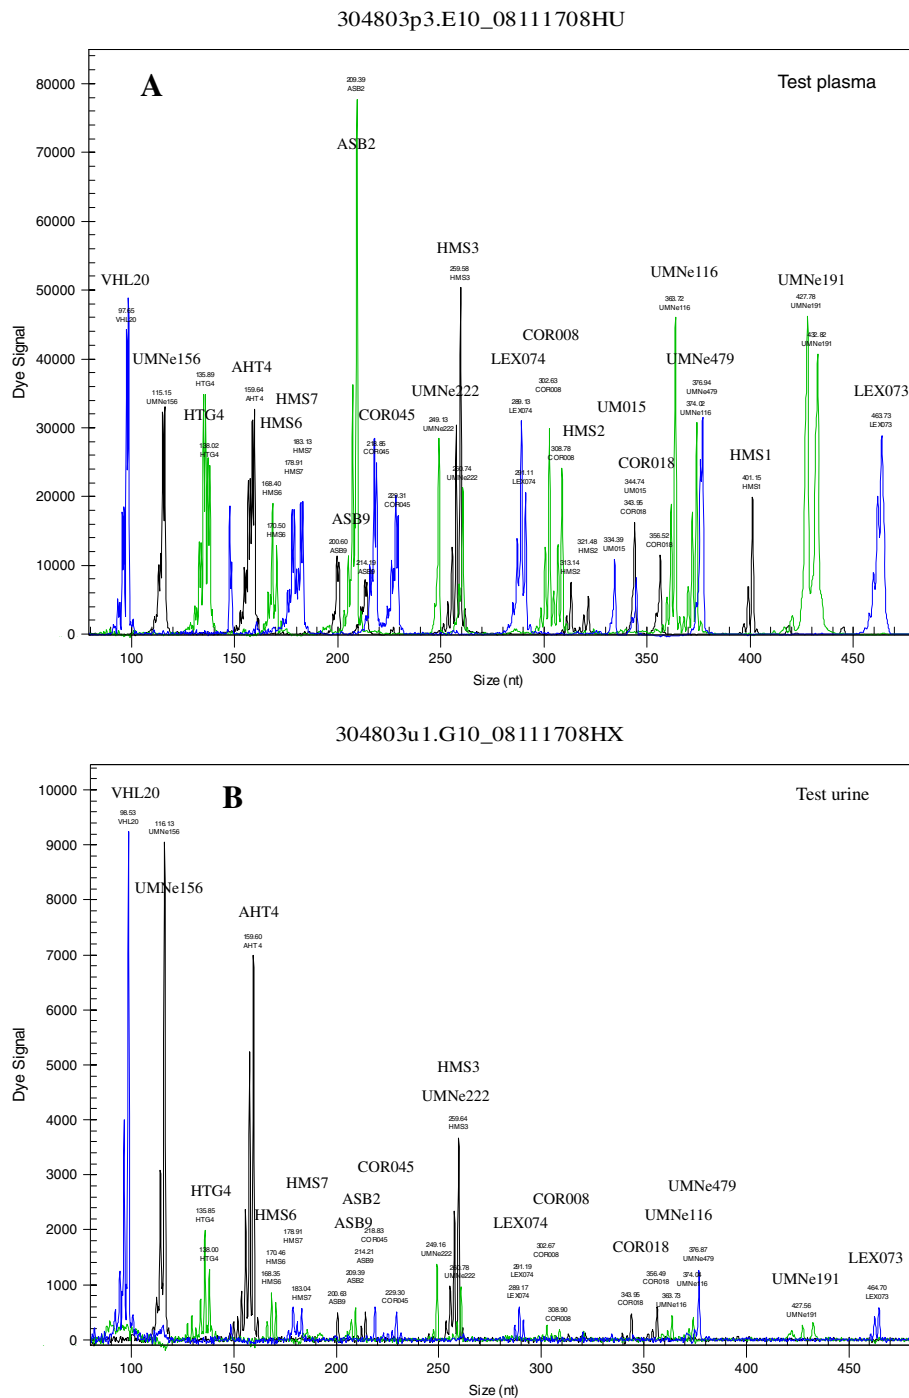 304803p3.E10_08111708HU
A
Test plasma
Dye Signal
80000
70000
60000
50000
40000
30000
20000
10000
0
209.39
ASB2
ASB2
VHL20
97.65
VHL20
UMNe156
115.15
UMNe156
135.89
HTG4
HTG4
138.02
HTG4
AHT4
159.64
AHT 4
HMS6
168.40
HMS6
170.50
HMS6
HMS7
183.13
HMS7
178.91
HMS7
ASB9
200.60
ASB9
214.19
ASB9
COR045
218.85
COR045
229.31
COR045
UMNe222
249.13
UMNe222
260.74
UMNe222
HMS3
259.58
HMS3
LEX074
289.13
LEX074
291.11
LEX074
COR008
302.63
COR008
308.78
COR008
HMS2
313.14
HMS2
321.48
HMS2
UM015
334.39
UM015
344.74
UM015
COR018
343.95
COR018
356.52
COR018
UMNe116
363.72
UMNe116
374.02
UMNe116
UMNe479
376.94
UMNe479
HMS1
401.15
HMS1
UMNe191
427.78
UMNe191
432.82
UMNe191
LEX073
463.73
LEX073
100 150 200 250 300 350 400 450
Size (nt)
304803u1.G10_08111708HX
B
Test urine
Dye Signal
10000
9000
8000
7000
6000
5000
4000
3000
2000
1000
0
VHL20
98.53
VHL20
116.13
UMNe156
UMNe156
AHT4
159.60
AHT 4
HTG4
135.85
HTG4
138.00
HTG4
HMS6
170.46
HMS6
168.35
HMS6
HMS7
178.91
HMS7
183.04
HMS7
COR045
ASB2
ASB9
218.83
COR045
214.21
ASB9
209.39
ASB2
200.63
ASB9
229.30
COR045
HMS3
UMNe222
259.64
HMS3
249.16
UMNe222
260.78
UMNe222
LEX074
291.19
LEX074
289.17
LEX074
COR008
302.67
COR008
308.90
COR008
COR018
343.95
COR018
356.49
COR018
UMNe479
UMNe116
376.87
UMNe479
UMNe116
363.73
UMNe116
UMNe191
427.56
UMNe191
LEX073
464.70
LEX073
100 150 200 250 300 350 400 450
Size (nt)